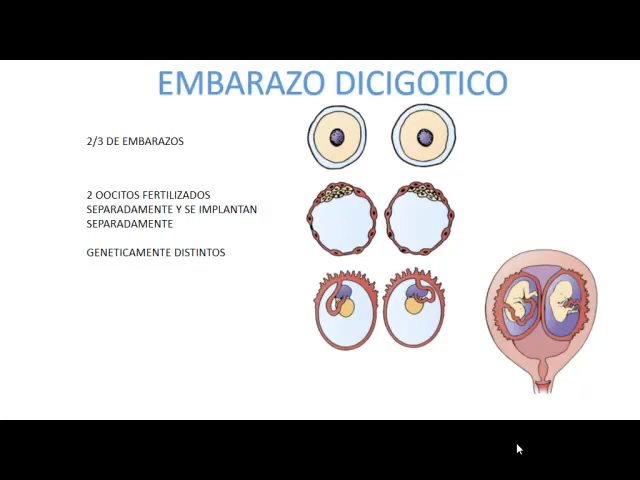 EMBARAZO DICIGOTICO
2/3 DE EMBARAZOS
2 OOCITOS FERTILIZADOS
SEPARADAMENTE Y SE IMPLANTAN
SEPARADAMENTE
GENETICAMENTE DISTINTOS